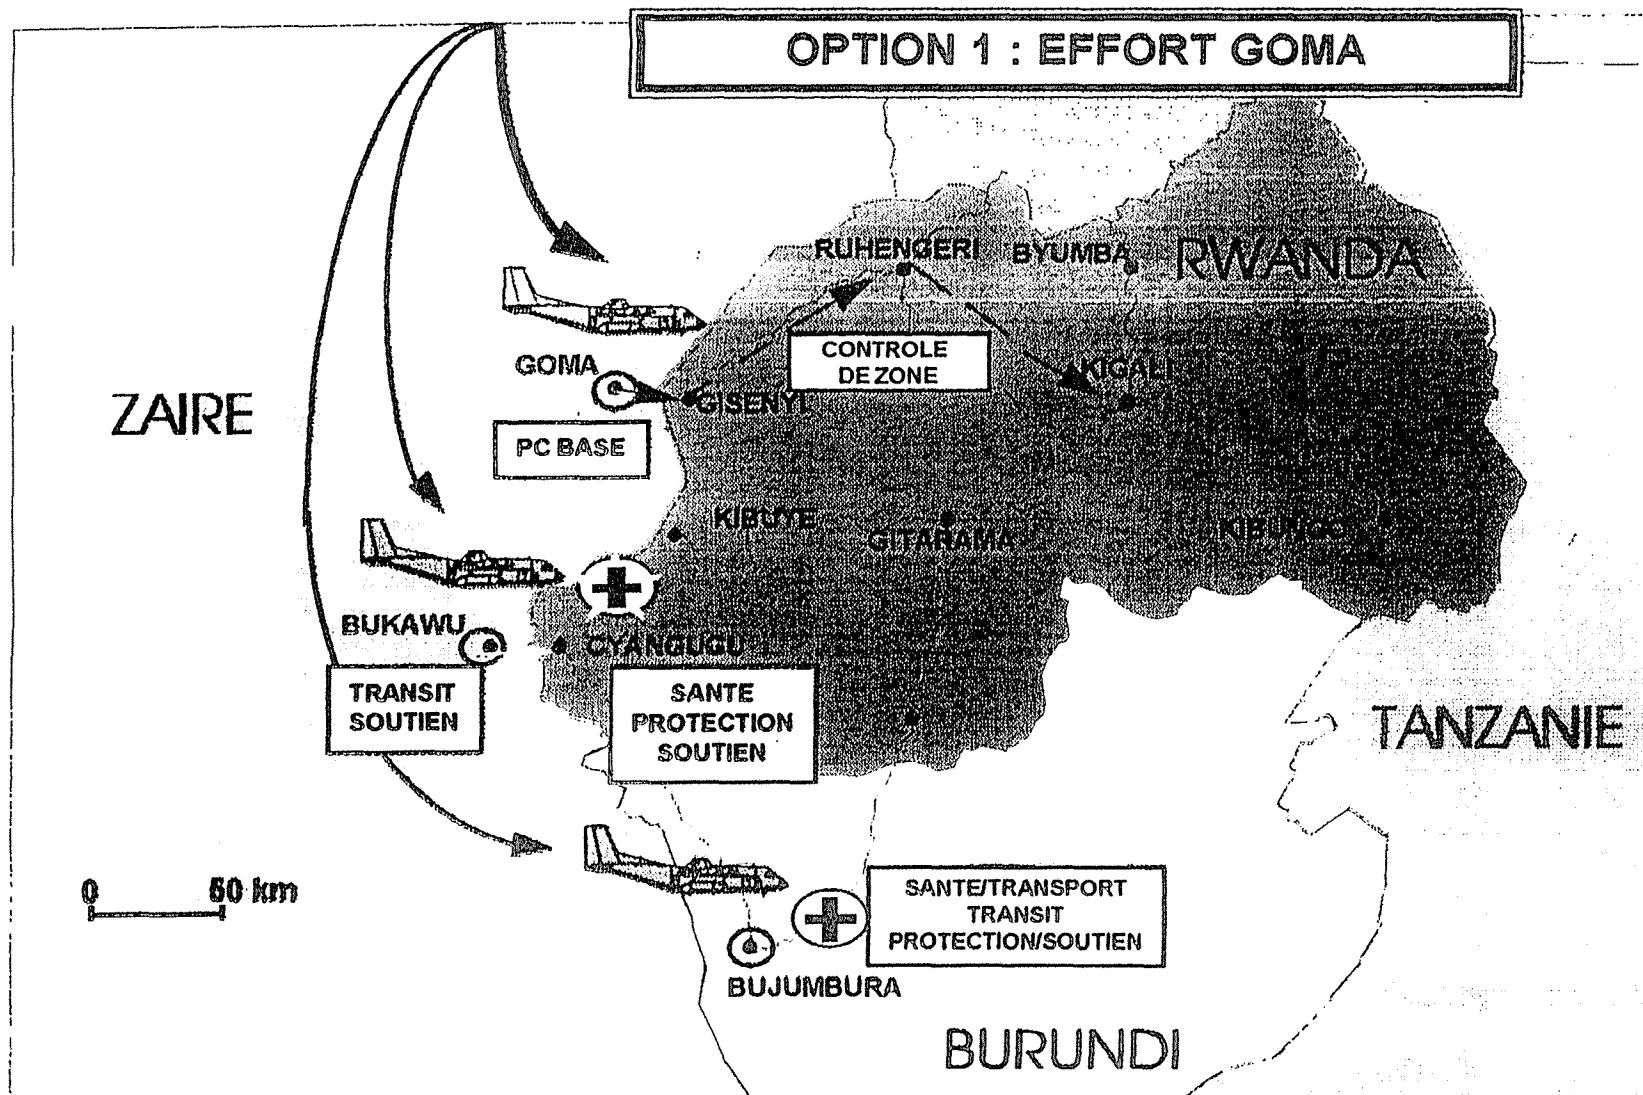 OPTION 1 : EFFORT GOMA
RUHENGERI
BYUMBA
RWANDA
CONTROLE
DE ZONE
GOMA
KIGALI
GISENYI
ZAIRE
PC BASE
KIBUYE
GITARAMA
KIBUNGO
BUKAWU
CYANGUGU
TRANSIT
SOUTIEN
SANTE
PROTECTION
SOUTIEN
TANZANIE
0 50 km
SANTE/TRANSPORT
TRANSIT
PROTECTION/SOUTIEN
BUJUMBURA
BURUNDI